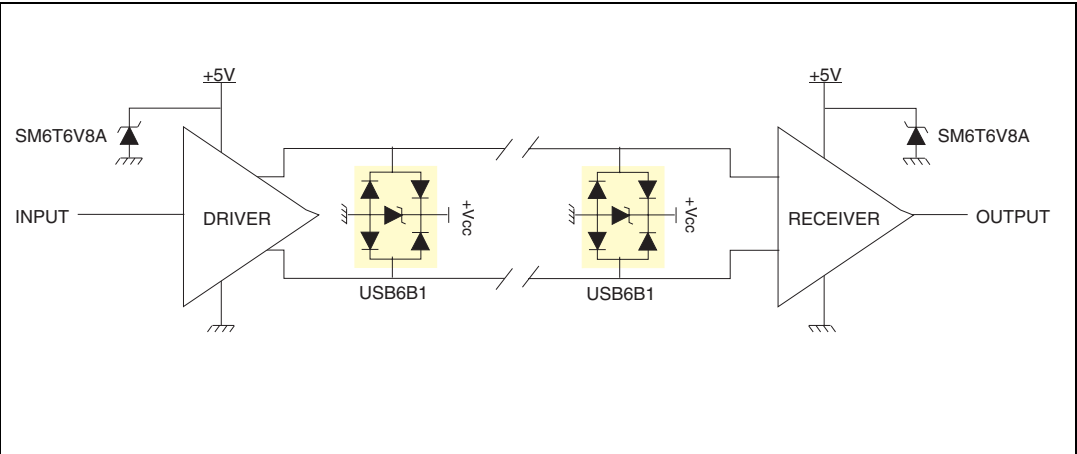 +5V
+5V
SM6T6V8A
SM6T6V8A
INPUT
DRIVER
+Vcc
+Vcc
RECEIVER
OUTPUT
USB6B1
USB6B1